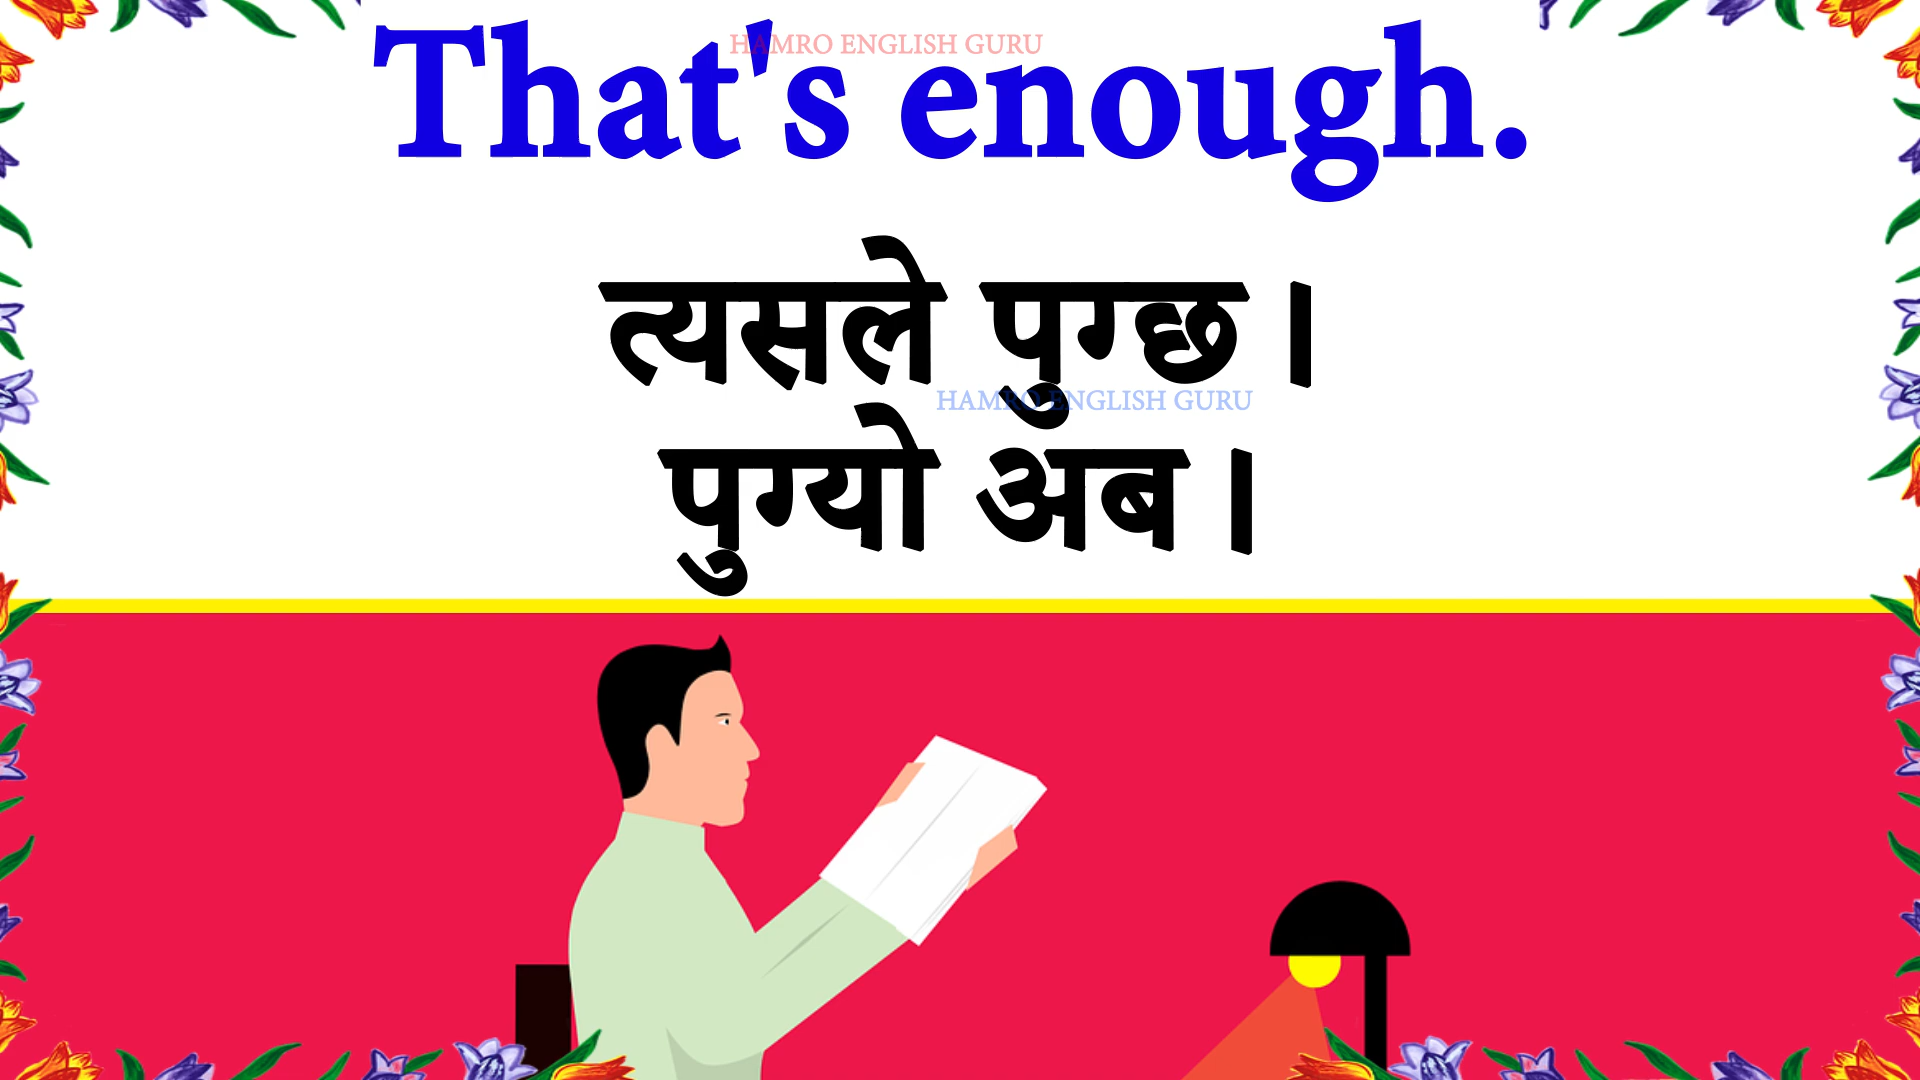 HAMRO ENGLISH GURU
That's enough.
त्यसले पुग्छ।
HAMRO ENGLISH GURU
पुग्यो अब।